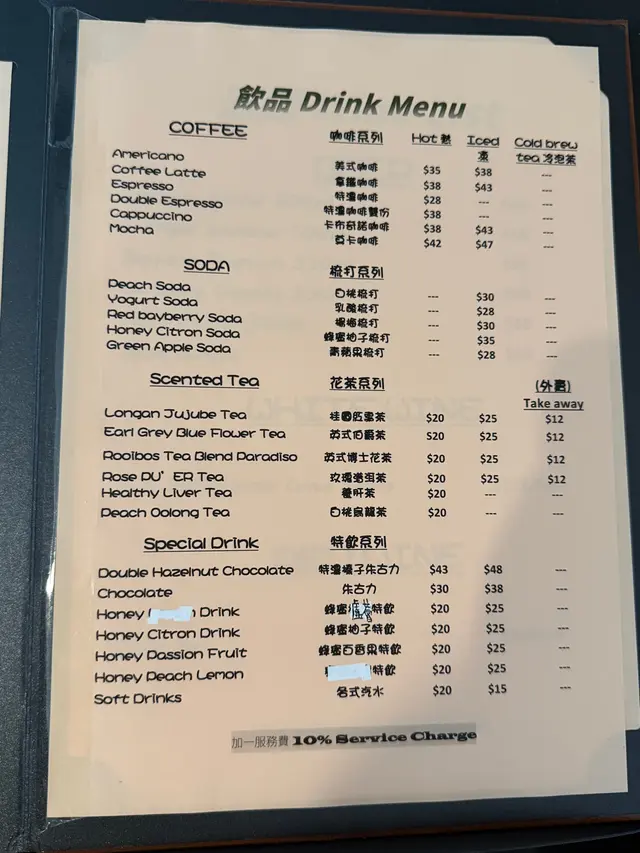 飲品 Drink Menu
COFFEE 咖啡系列 Hot 熱 Iced 凍 Cold brew tea 冷泡茶
Americano 美式咖啡 $35 $38 ---
Coffee Latte 拿鐵咖啡 $38 $43 ---
Espresso 特濃咖啡 $28 --- ---
Double Espresso 特濃咖啡雙份 $38 --- ---
Cappuccino 卡布奇諾咖啡 $38 $43 ---
Mocha 莫卡咖啡 $42 $47 ---
SODA 梳打系列
Peach Soda 白桃梳打 --- $30 ---
Yogurt Soda 乳酸梳打 --- $28 ---
Red bayberry Soda 楊梅梳打 --- $30 ---
Honey Citron Soda 蜂蜜柚子梳打 --- $35 ---
Green Apple Soda 青蘋果梳打 --- $28 ---
Scented Tea 花茶系列 (外賣) Take away
Longan Jujube Tea 桂圓紅棗茶 $20 $25 $12
Earl Grey Blue Flower Tea 英式伯爵茶 $20 $25 $12
Rooibos Tea Blend Paradiso 英式博士花茶 $20 $25 $12
Rose PU'ER Tea 玫瑰普洱茶 $20 $25 $12
Healthy Liver Tea 養肝茶 $20 --- ---
Peach Oolong Tea 白桃烏龍茶 $20 --- ---
Special Drink 特飲系列
Double Hazelnut Chocolate 特濃榛子朱古力 $43 $48 ---
Chocolate 朱古力 $30 $38 ---
Honey Drink 蜂蜜 特飲 $20 $25 ---
Honey Citron Drink 蜂蜜柚子特飲 $20 $25 ---
Honey Passion Fruit 蜂蜜百香果特飲 $20 $25 ---
Honey Peach Lemon 特飲 $20 $25 ---
Soft Drinks 各式汽水 $20 $15 ---
加一服務費 10% Service Charge